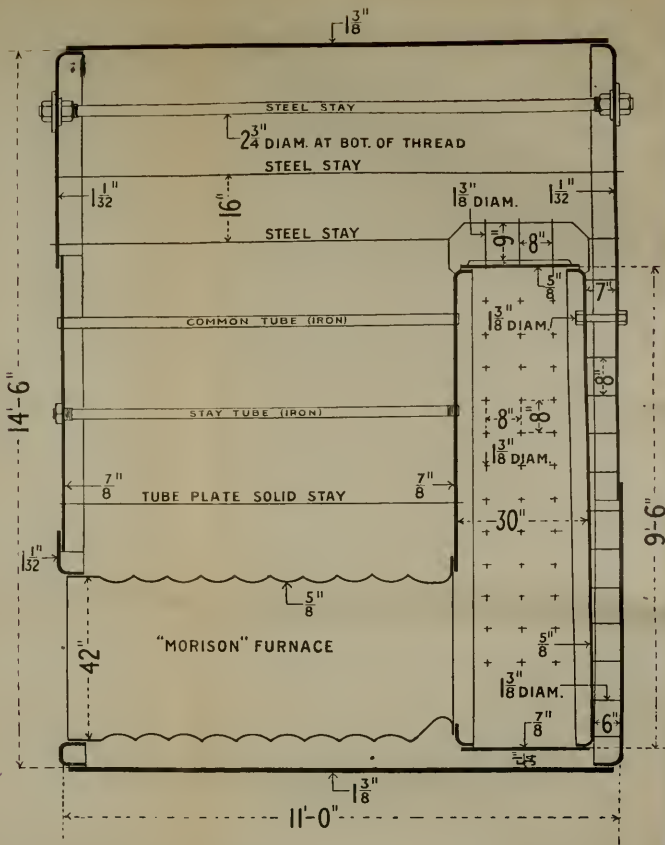 1 3/8"
STEEL STAY
2 3/4" DIAM. AT BOT. OF THREAD
STEEL STAY
1 1/32"
16"
1 3/8" DIAM.
1 1/32"
STEEL STAY
9"
8"
5/8"
7"
COMMON TUBE (IRON)
1 3/8" DIAM.
8"
14'-6"
STAY TUBE (IRON)
8"
8"
1 3/8" DIAM.
7/8"
7/8"
TUBE PLATE SOLID STAY
30"
9'-6"
1 1/32"
5/8"
42"
"MORISON" FURNACE
5/8"
1 3/8" DIAM.
7/8"
6"
1 3/8"
11'-0"